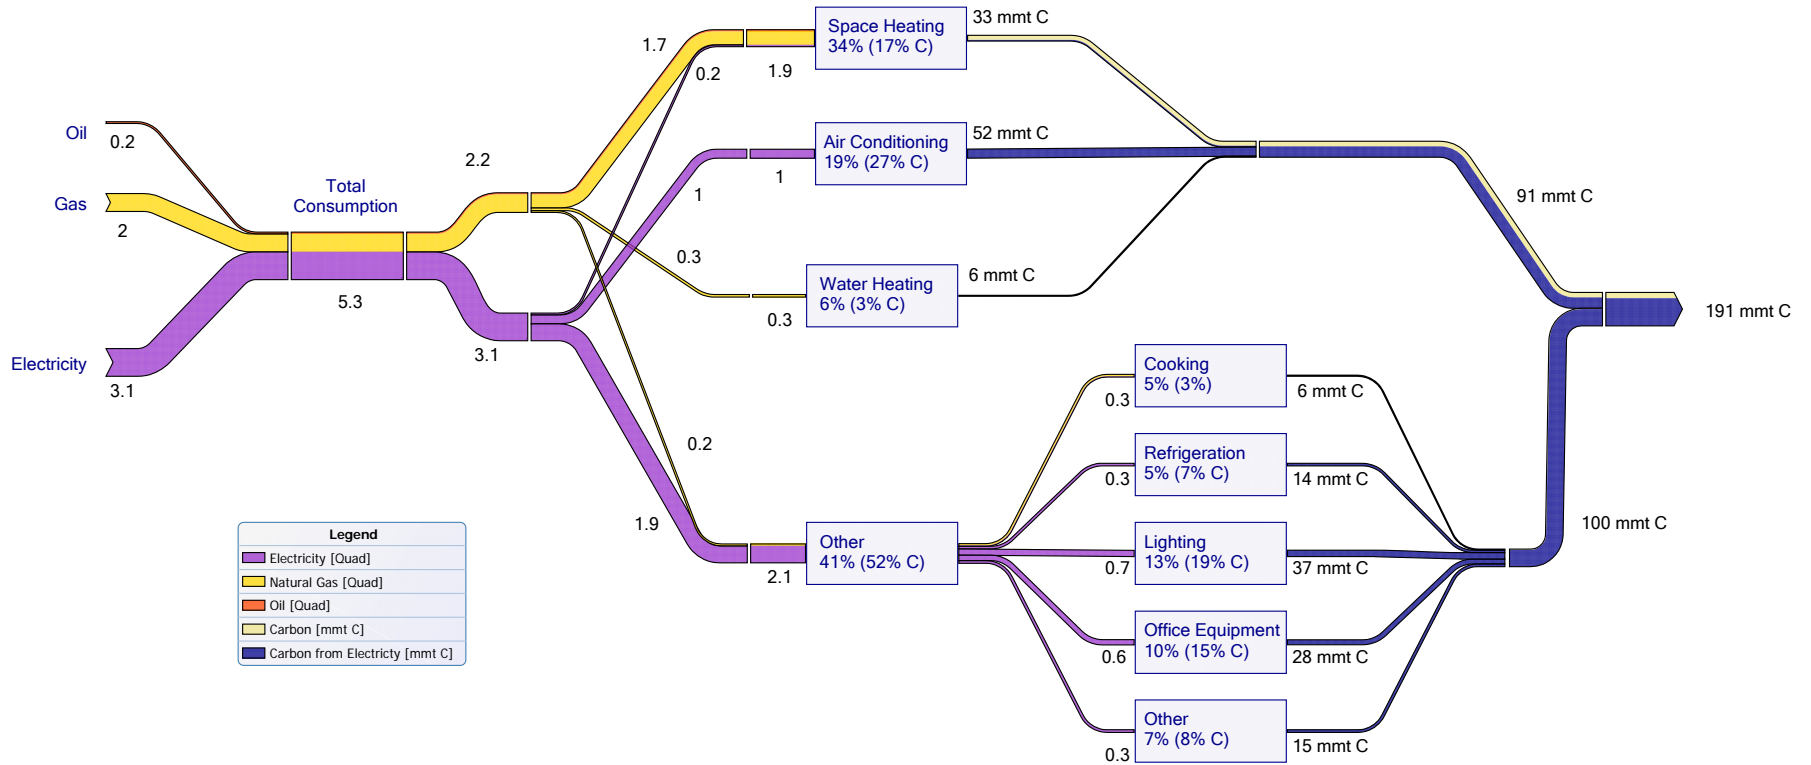 Oil
0.2
Gas
2
Electricity
3.1
Total
Consumption
5.3
2.2
3.1
1.7
0.2
1.9
1
1
0.3
0.3
0.2
1.9
2.1
Space Heating
34% (17% C)
33 mmt C
Air Conditioning
19% (27% C)
52 mmt C
Water Heating
6% (3% C)
6 mmt C
Other
41% (52% C)
0.3
Cooking
5% (3%)
6 mmt C
0.3
Refrigeration
5% (7% C)
14 mmt C
0.7
Lighting
13% (19% C)
37 mmt C
0.6
Office Equipment
10% (15% C)
28 mmt C
0.3
Other
7% (8% C)
15 mmt C
91 mmt C
100 mmt C
191 mmt C
Legend
Electricity [Quad]
Natural Gas [Quad]
Oil [Quad]
Carbon [mmt C]
Carbon from Electricty [mmt C]